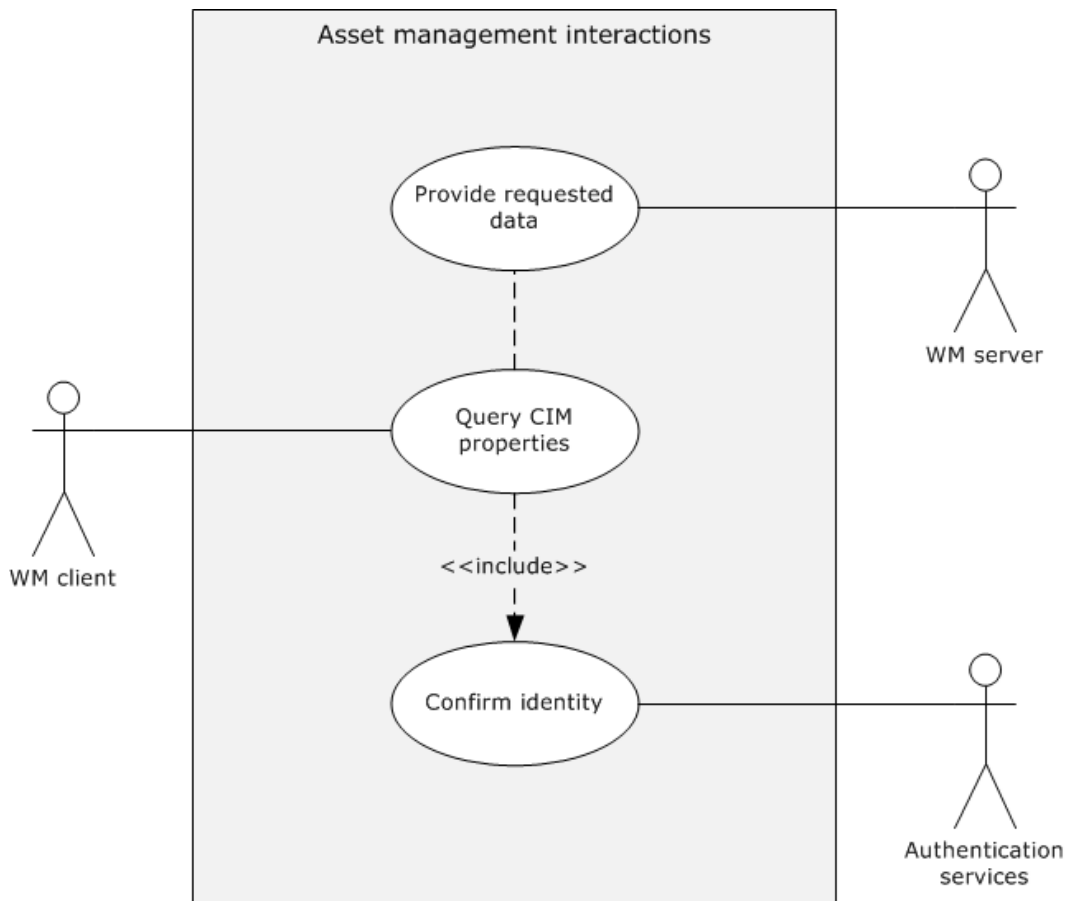 Asset management interactions
Provide requested
data
WM server
Query CIM
properties
WM client
<<include>>
Confirm identity
Authentication
services